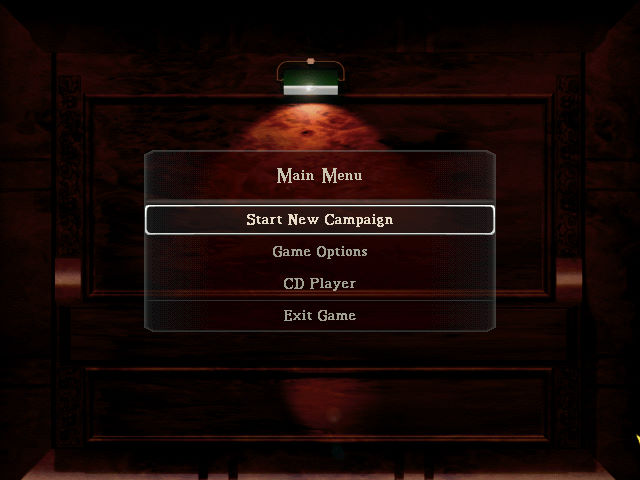 Main Menu
Start New Campaign
Game Options
CD Player
Exit Game